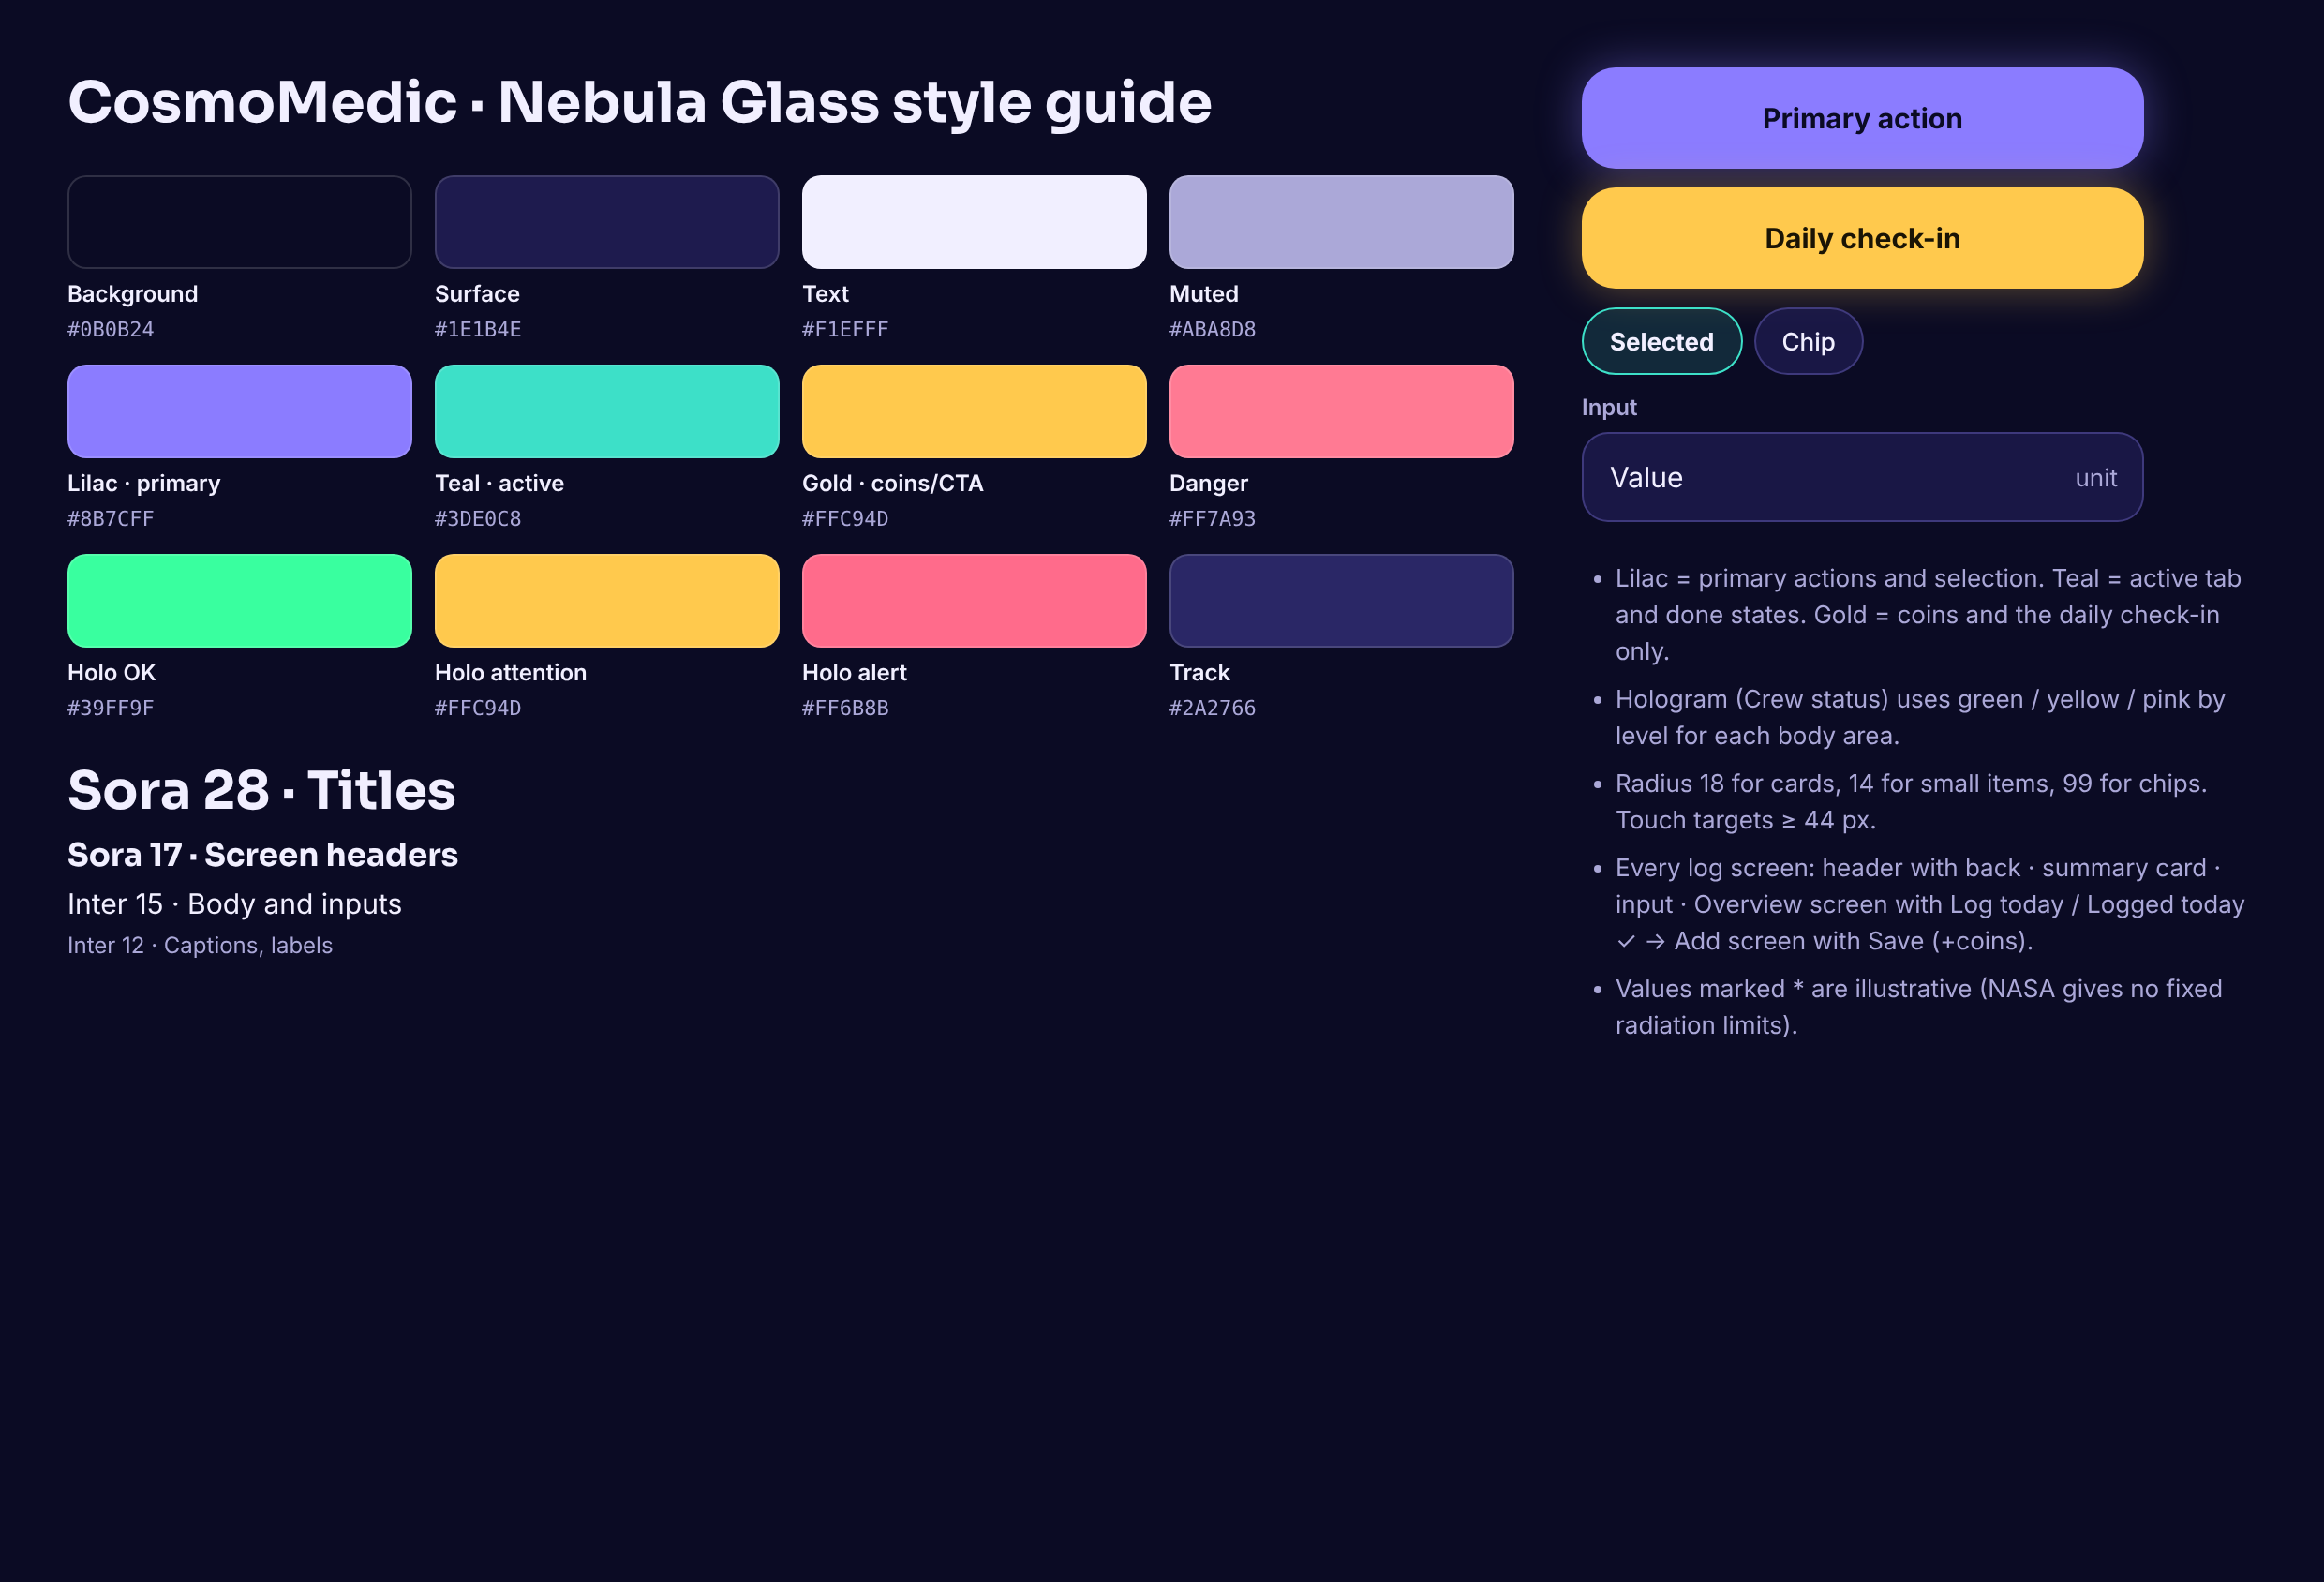 CosmoMedic · Nebula Glass style guide
Background
#0B0B24
Surface
#1E1B4E
Text
#F1EFFF
Muted
#ABA8D8
Lilac · primary
#8B7CFF
Teal · active
#3DE0C8
Gold · coins/CTA
#FFC94D
Danger
#FF7A93
Holo OK
#39FF9F
Holo attention
#FFC94D
Holo alert
#FF6B8B
Track
#2A2766
Sora 28 · Titles
Sora 17 · Screen headers
Inter 15 · Body and inputs
Inter 12 · Captions, labels
Primary action
Daily check-in
Selected
Chip
Input
Value
unit
• Lilac = primary actions and selection. Teal = active tab
and done states. Gold = coins and the daily check-in
only.
• Hologram (Crew status) uses green / yellow / pink by
level for each body area.
• Radius 18 for cards, 14 for small items, 99 for chips.
Touch targets ≥ 44 px.
• Every log screen: header with back · summary card ·
input · Overview screen with Log today / Logged today
✓ → Add screen with Save (+coins).
• Values marked * are illustrative (NASA gives no fixed
radiation limits).